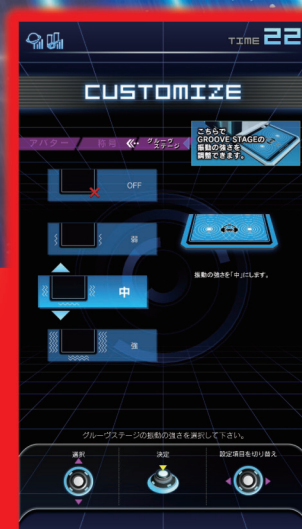 TIME 22
CUSTOMIZE
アバター
称号
グルーヴ
ステージ
こちらで
GROOVE STAGEの
振動の強さを
調整できます。
OFF
弱
中
強
振動の強さを「中」にします。
グルーヴステージの振動の強さを選択して下さい。
選択
決定
設定項目を切り替え